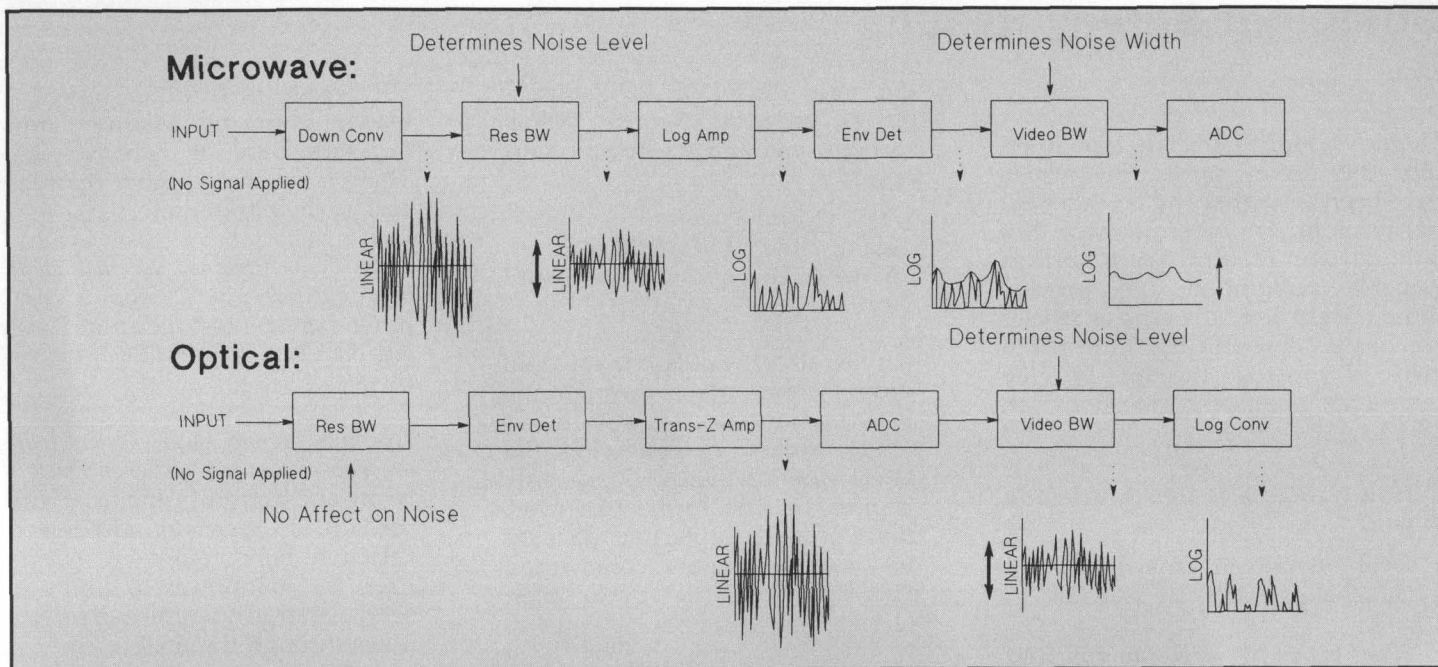 Determines Noise Level
Determines Noise Width
Microwave:
INPUT
Down Conv
Res BW
Log Amp
Env Det
Video BW
ADC
(No Signal Applied)
LINEAR
LINEAR
LOG
LOG
LOG
Determines Noise Level
Optical:
INPUT
Res BW
Env Det
Trans-Z Amp
ADC
Video BW
Log Conv
(No Signal Applied)
No Affect on Noise
LINEAR
LINEAR
LOG